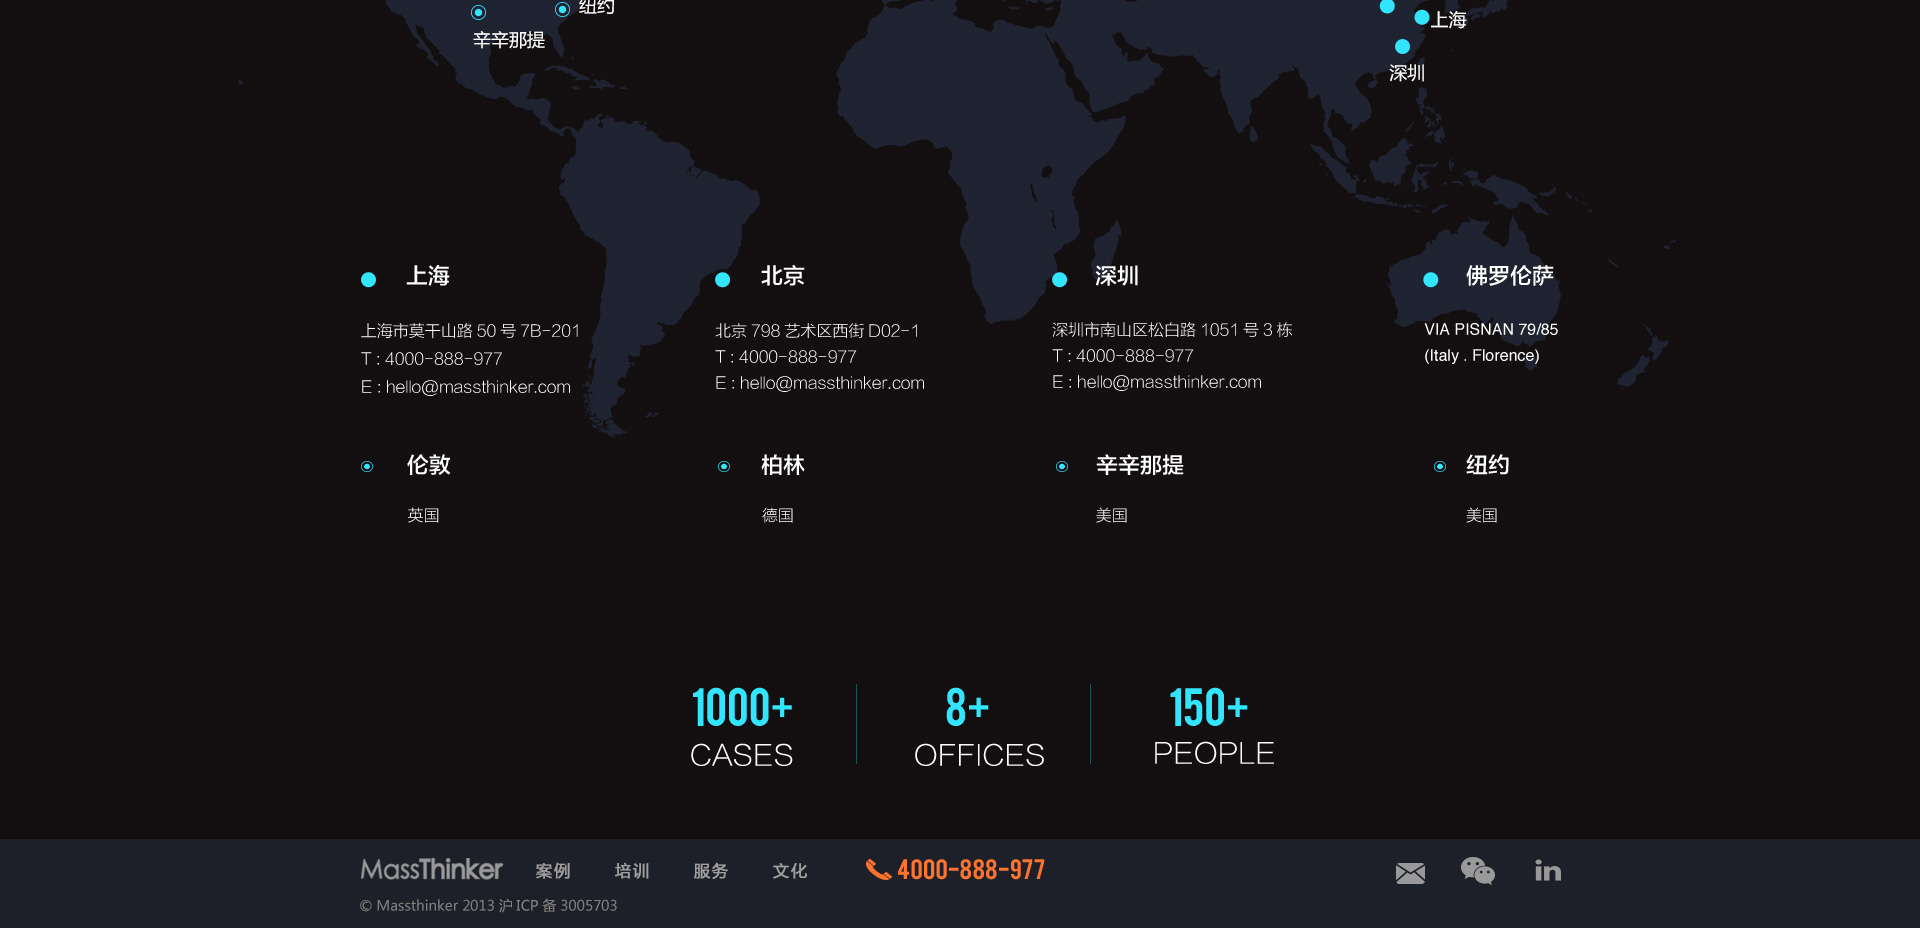 纽约
辛辛那提
上海
深圳
上海
上海市莫干山路 50 号 7B-201
T : 4000-888-977
E : hello@massthinker.com
北京
北京 798 艺术区西街 D02-1
T : 4000-888-977
E : hello@massthinker.com
深圳
深圳市南山区松白路 1051 号 3 栋
T : 4000-888-977
E : hello@massthinker.com
佛罗伦萨
VIA PISNAN 79/85
(Italy . Florence)
伦敦
英国
柏林
德国
辛辛那提
美国
纽约
美国
1000+
CASES
8+
OFFICES
150+
PEOPLE
MassThinker 案例 培训 服务 文化 4000-888-977
© Massthinker 2013 沪 ICP 备 3005703